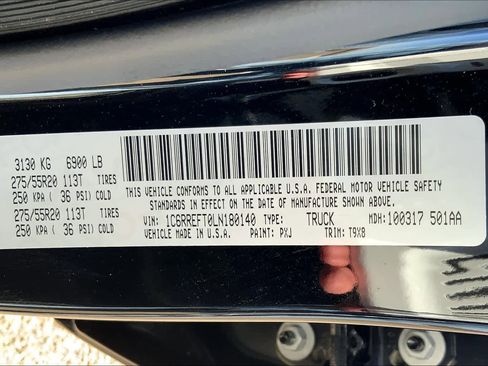 3130 KG 6900 LB
275/55R20 113T TIRES
250 KPA ( 36 PSI) COLD
275/55R20 113T TIRES
250 KPA ( 36 PSI) COLD
THIS VEHICLE CONFORMS TO ALL APPLICABLE U.S.A. FEDERAL MOTOR VEHICLE SAFETY
STANDARDS IN EFFECT ON THE DATE OF MANUFACTURE SHOWN ABOVE.
VIN: 1C6RREFT0LN180140 TYPE: TRUCK MDH: 100317 501AA
VEHICLE MADE IN U.S.A. PAINT: PXJ TRIM: T9X8